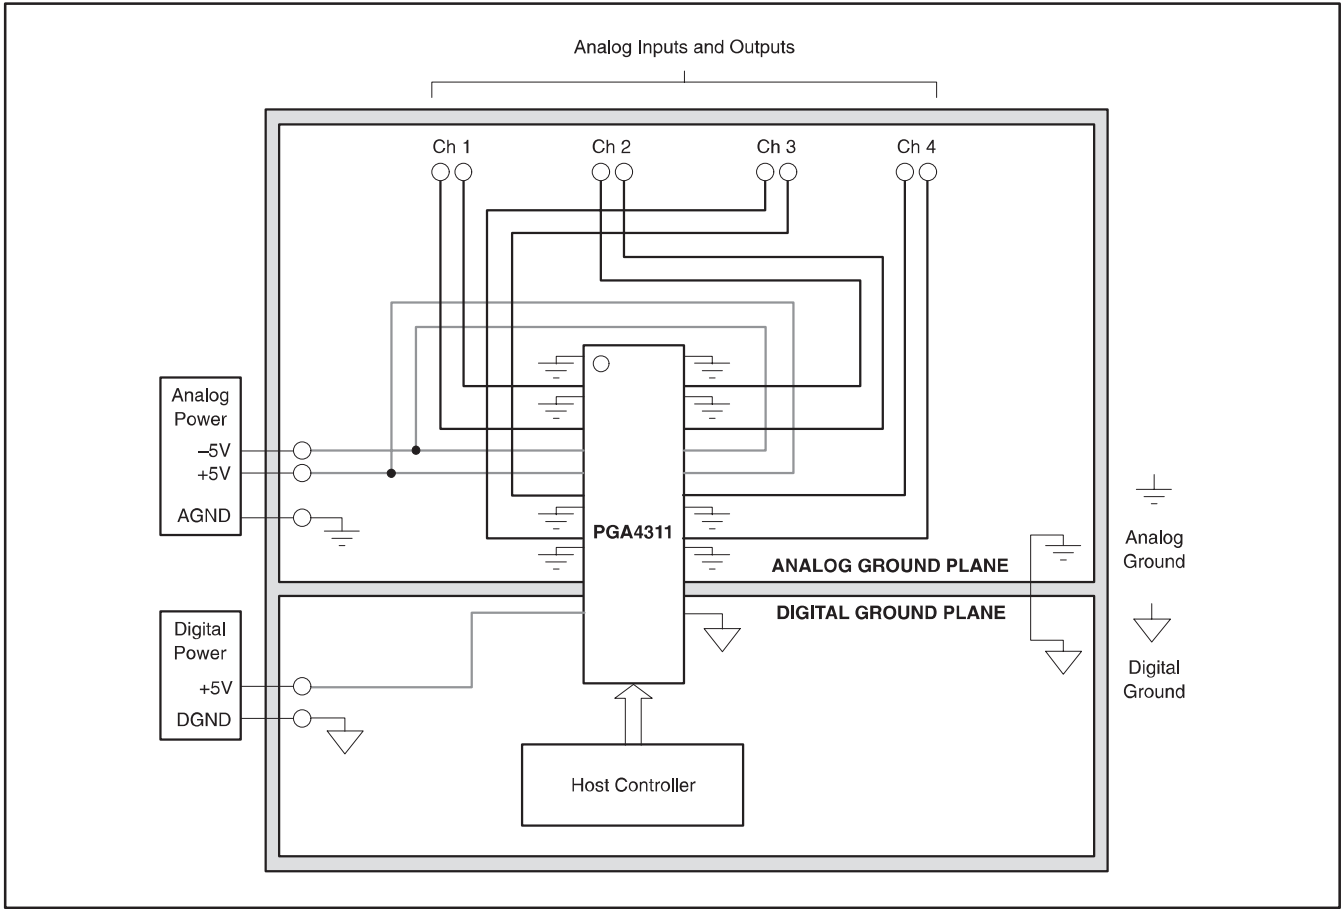 Analog Inputs and Outputs
Ch 1
Ch 2
Ch 3
Ch 4
Analog
Power
–5V
+5V
AGND
PGA4311
ANALOG GROUND PLANE
DIGITAL GROUND PLANE
Analog
Ground
Digital
Ground
Digital
Power
+5V
DGND
Host Controller